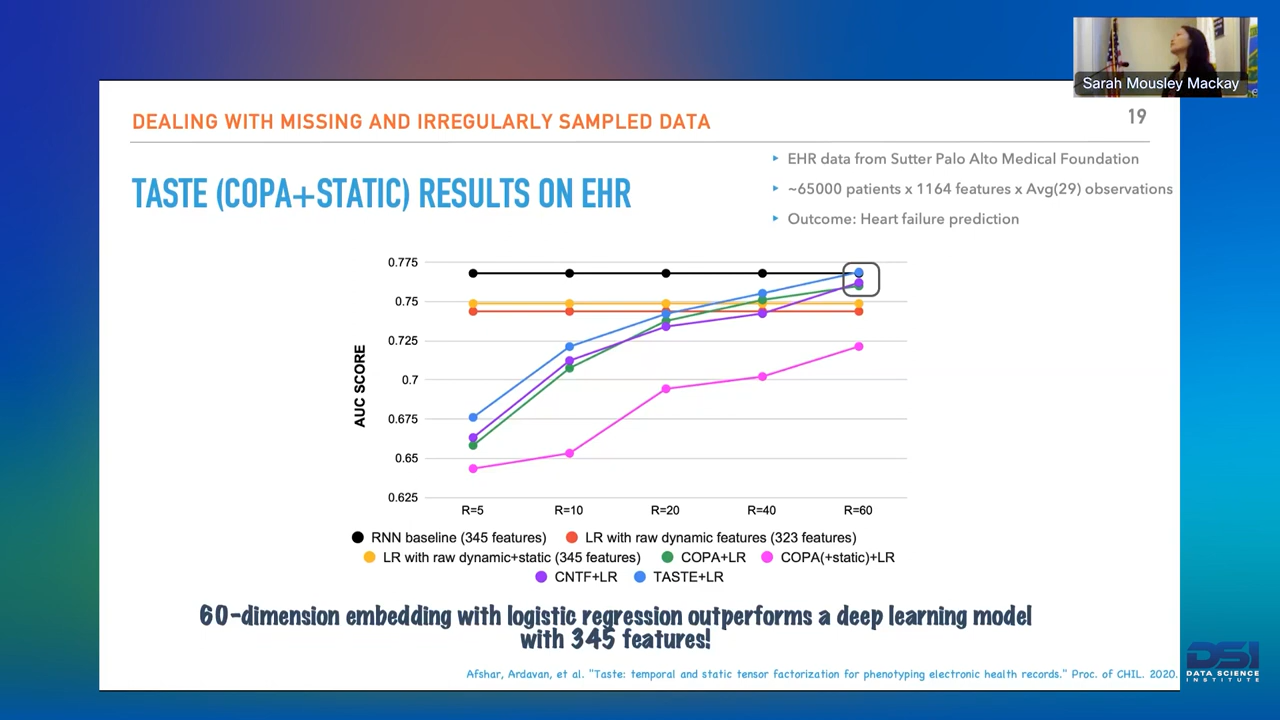 Sarah Mousley Mackay
DEALING WITH MISSING AND IRREGULARLY SAMPLED DATA
19
TASTE (COPA+STATIC) RESULTS ON EHR
EHR data from Sutter Palo Alto Medical Foundation
~65000 patients x 1164 features x Avg(29) observations
Outcome: Heart failure prediction
AUC SCORE
0.775
0.75
0.725
0.7
0.675
0.65
0.625
R=5 R=10 R=20 R=40 R=60
RNN baseline (345 features) LR with raw dynamic features (323 features)
LR with raw dynamic+static (345 features) COPA+LR COPA(+static)+LR
CNTF+LR TASTE+LR
60-dimension embedding with logistic regression outperforms a deep learning model
with 345 features!
Afshar, Ardavan, et al. "Taste: temporal and static tensor factorization for phenotyping electronic health records." Proc. of CHIL. 2020.
DSI
DATA SCIENCE
INSTITUTE